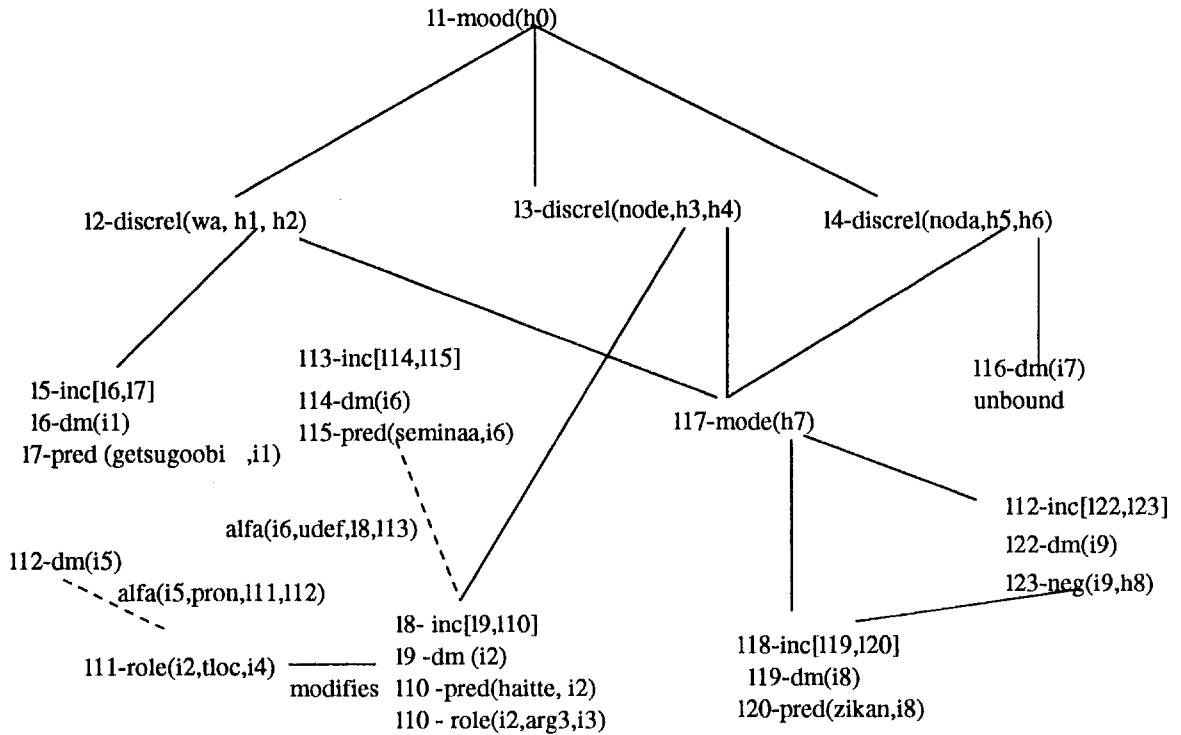 l1-mood(h0)
l2-discrel(wa, h1, h2)
l3-discrel(node,h3,h4)
l4-discrel(noda,h5,h6)
l5-inc[l6,l7]
l6-dm(i1)
l7-pred (getsugoobi ,i1)
l13-inc[l14,l15]
l14-dm(i6)
l15-pred(seminaa,i6)
l16-dm(i7)
unbound
l17-mode(h7)
alfa(i6,udef,l8,l13)
l12-dm(i5)
alfa(i5,pron,l11,l12)
l11-role(i2,tloc,i4)
modifies
l8- inc[l9,l10]
l9 -dm (i2)
l10 -pred(haitte, i2)
l10 - role(i2,arg3,i3)
l12-inc[l22,l23]
l22-dm(i9)
l23-neg(i9,h8)
l18-inc[l19,l20]
l19-dm(i8)
l20-pred(zikan,i8)